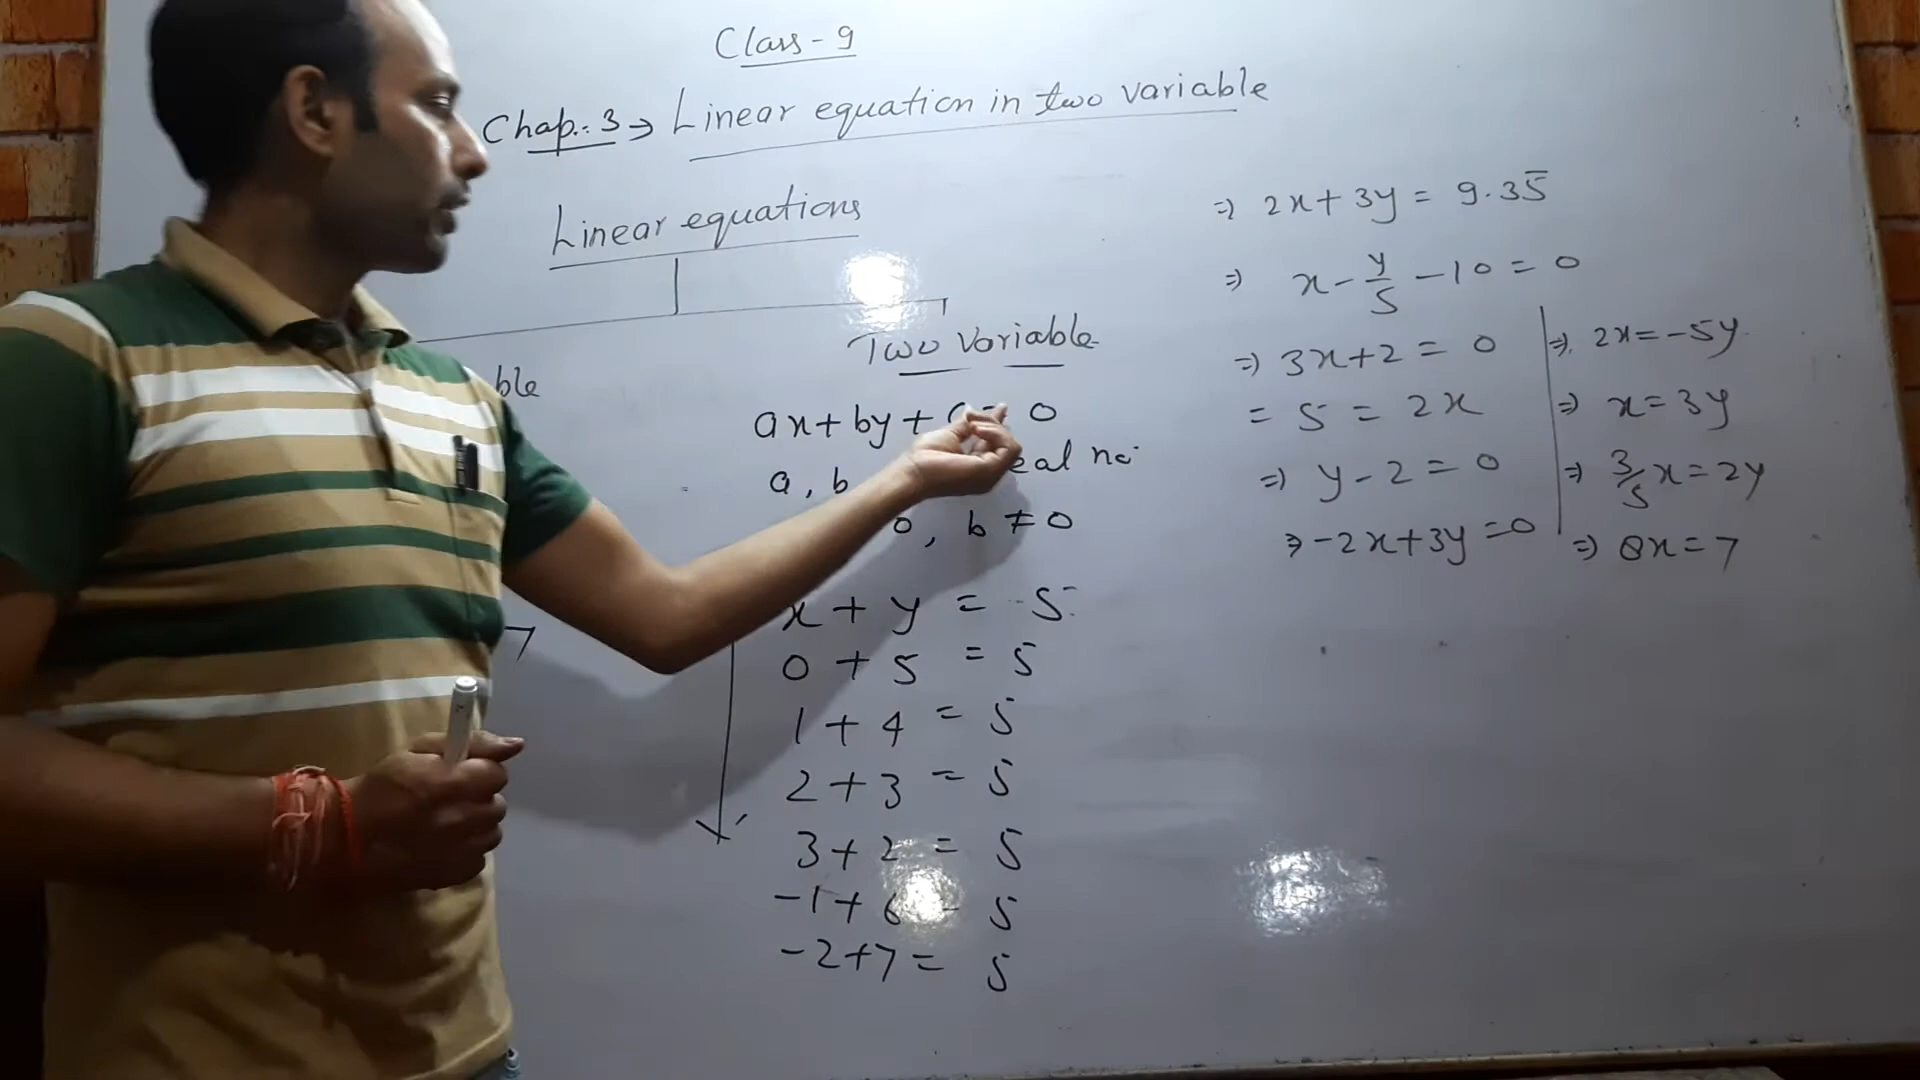 Class - 9
Chap.: 3 → Linear equation in two variable
Linear equations
Two Variable
ax + by + = 0
a, b no.
0, b ≠ 0
x + y = 5
0 + 5 = 5
1 + 4 = 5
2 + 3 = 5
3 + 2 = 5
-1 + 6 - 5
-2 + 7 = 5
7
⇒ 2x + 3y = 9.35̅
⇒ x - y/5 - 10 = 0
⇒ 3x + 2 = 0
= 5 = 2x
⇒ y - 2 = 0
⇒ -2x + 3y = 0
⇒ 2x = -5y
⇒ x = 3y
⇒ 3/5 x = 2y
⇒ 8x = 7